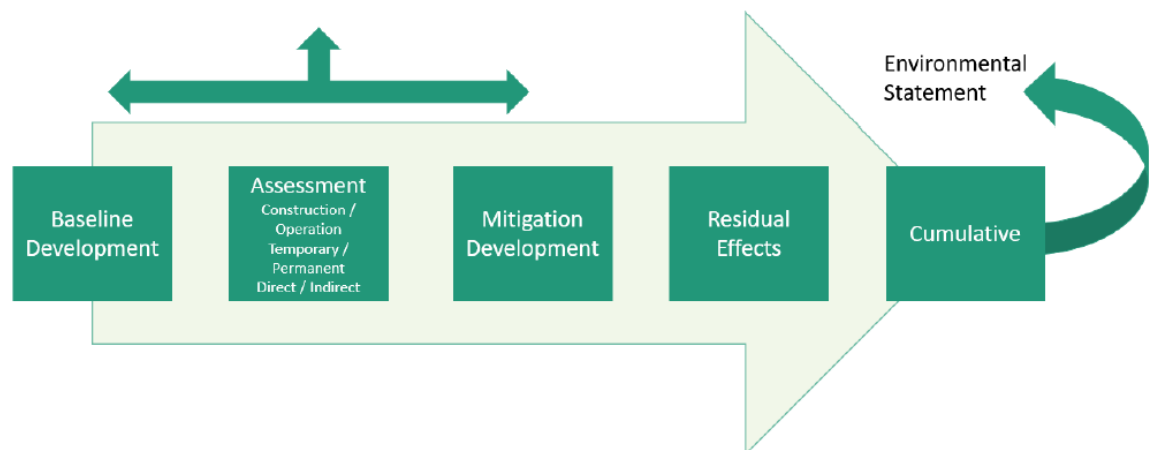 Environmental
Statement
Baseline
Development
Assessment
Construction /
Operation
Temporary /
Permanent
Direct / Indirect
Mitigation
Development
Residual
Effects
Cumulative